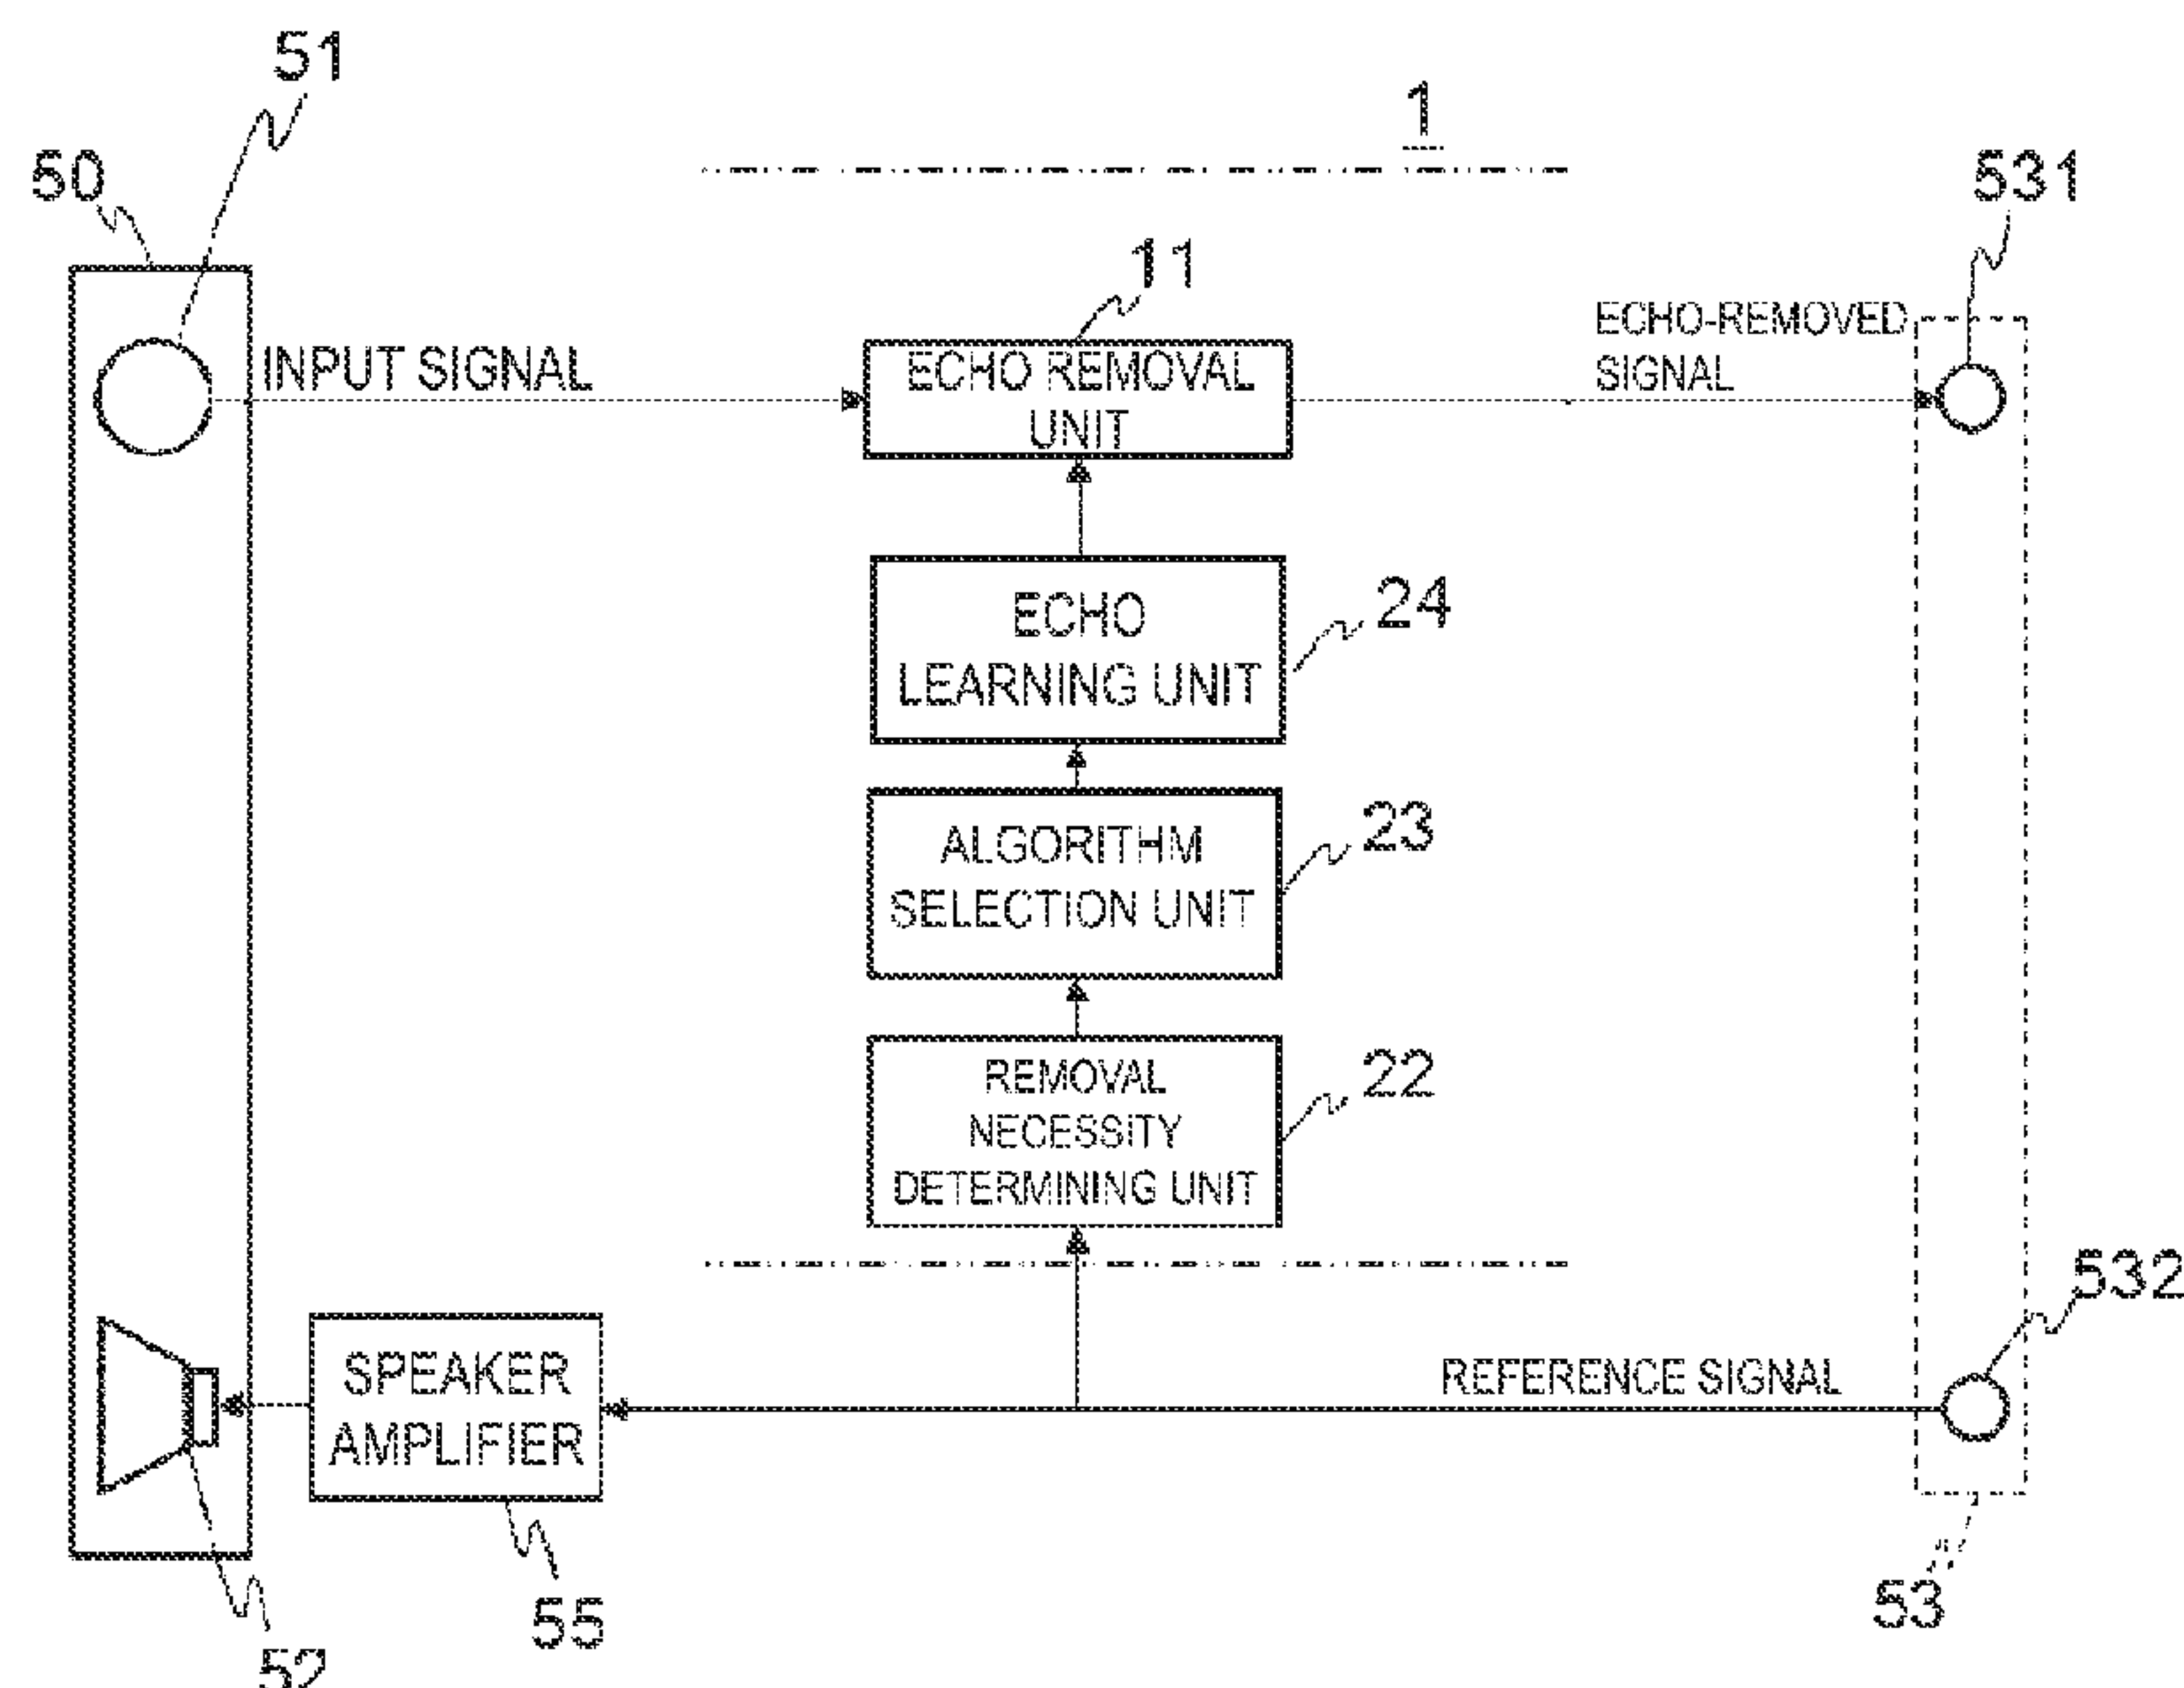 51
1
50
531
11
ECHO-REMOVED
SIGNAL
INPUT SIGNAL
ECHO REMOVAL
UNIT
ECHO
LEARNING UNIT
24
ALGORITHM
SELECTION UNIT
23
REMOVAL
NECESSITY
DETERMINING UNIT
22
532
SPEAKER
AMPLIFIER
REFERENCE SIGNAL
55
53
52